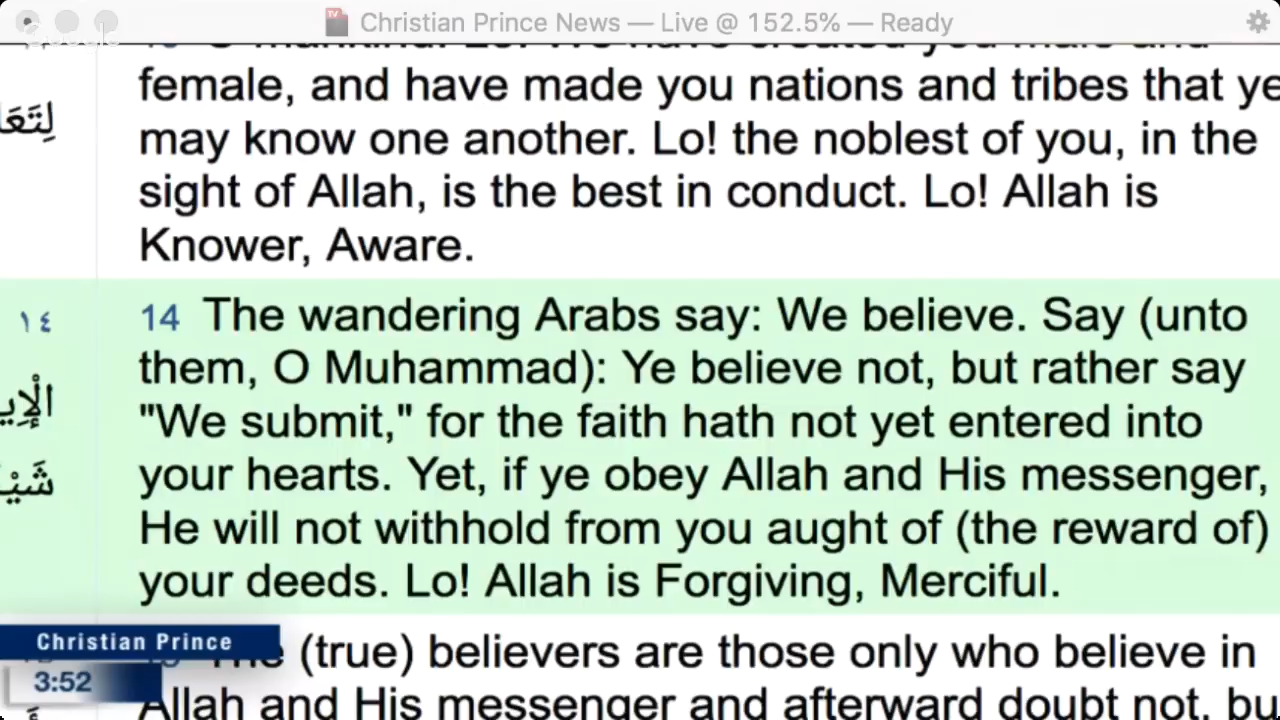 Christian Prince News — Live @ 152.5% — Ready
female, and have made you nations and tribes that ye
may know one another. Lo! the noblest of you, in the
sight of Allah, is the best in conduct. Lo! Allah is
Knower, Aware.
١٤
14 The wandering Arabs say: We believe. Say (unto
them, O Muhammad): Ye believe not, but rather say
"We submit," for the faith hath not yet entered into
your hearts. Yet, if ye obey Allah and His messenger,
He will not withhold from you aught of (the reward of)
your deeds. Lo! Allah is Forgiving, Merciful.
Christian Prince
(true) believers are those only who believe in
3:52
Allah and His messenger and afterward doubt not, bu